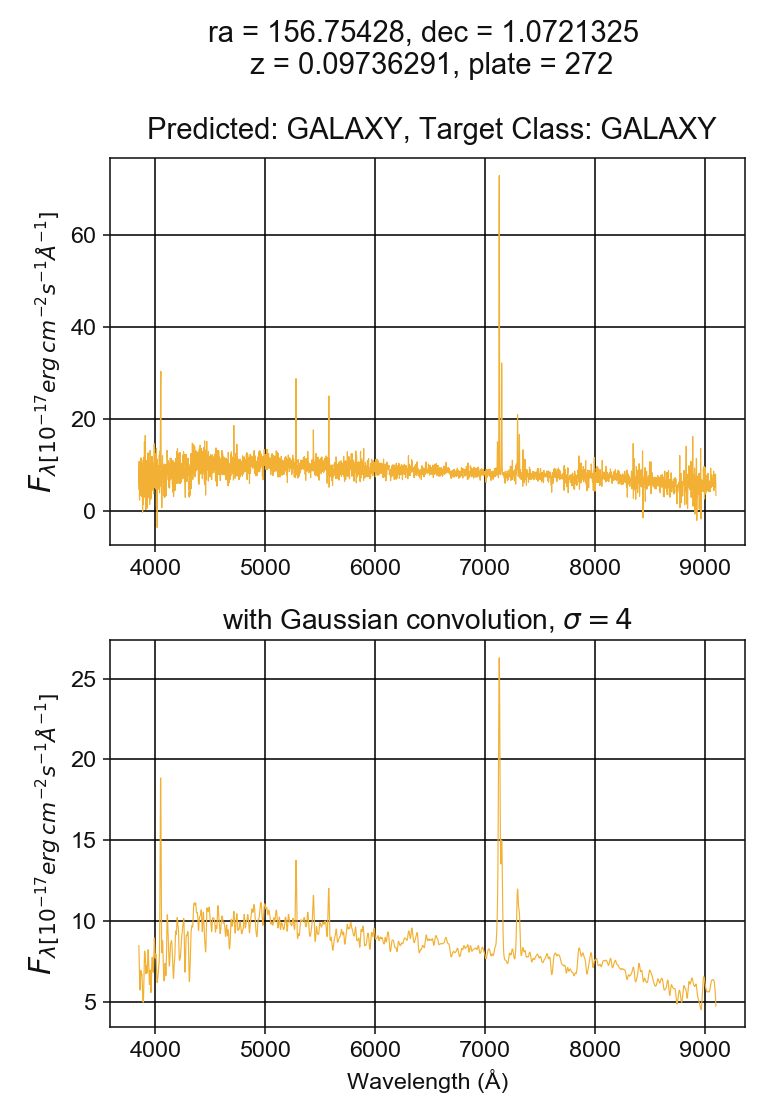 ra = 156.75428, dec = 1.0721325
z = 0.09736291, plate = 272
Predicted: GALAXY, Target Class: GALAXY
F_λ[10⁻¹⁷erg cm⁻²s⁻¹Å⁻¹]
60
40
20
0
4000 5000 6000 7000 8000 9000
with Gaussian convolution, σ = 4
F_λ[10⁻¹⁷erg cm⁻²s⁻¹Å⁻¹]
25
20
15
10
5
4000 5000 6000 7000 8000 9000
Wavelength (Å)